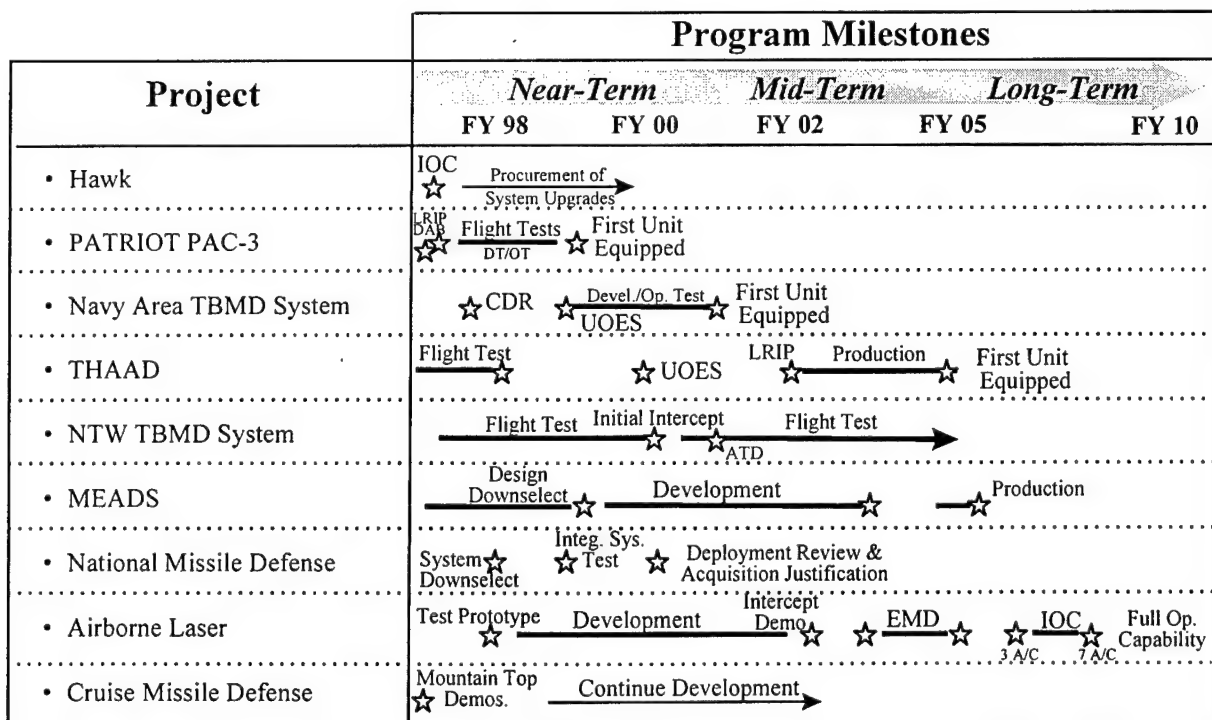 Program Milestones
Project
Near-Term Mid-Term Long-Term
FY 98 FY 00 FY 02 FY 05 FY 10
• Hawk
IOC
Procurement of
System Upgrades
• PATRIOT PAC-3
LRIP
DAB
Flight Tests
DT/OT
First Unit
Equipped
• Navy Area TBMD System
CDR
Devel./Op. Test
UOES
First Unit
Equipped
• THAAD
Flight Test
UOES
LRIP
Production
First Unit
Equipped
• NTW TBMD System
Flight Test
Initial Intercept
ATD
Flight Test
• MEADS
Design
Downselect
Development
Production
• National Missile Defense
System
Downselect
Integ. Sys.
Test
Deployment Review &
Acquisition Justification
• Airborne Laser
Test Prototype
Development
Intercept
Demo
EMD
IOC
3 A/C
7 A/C
Full Op.
Capability
• Cruise Missile Defense
Mountain Top
Demos.
Continue Development